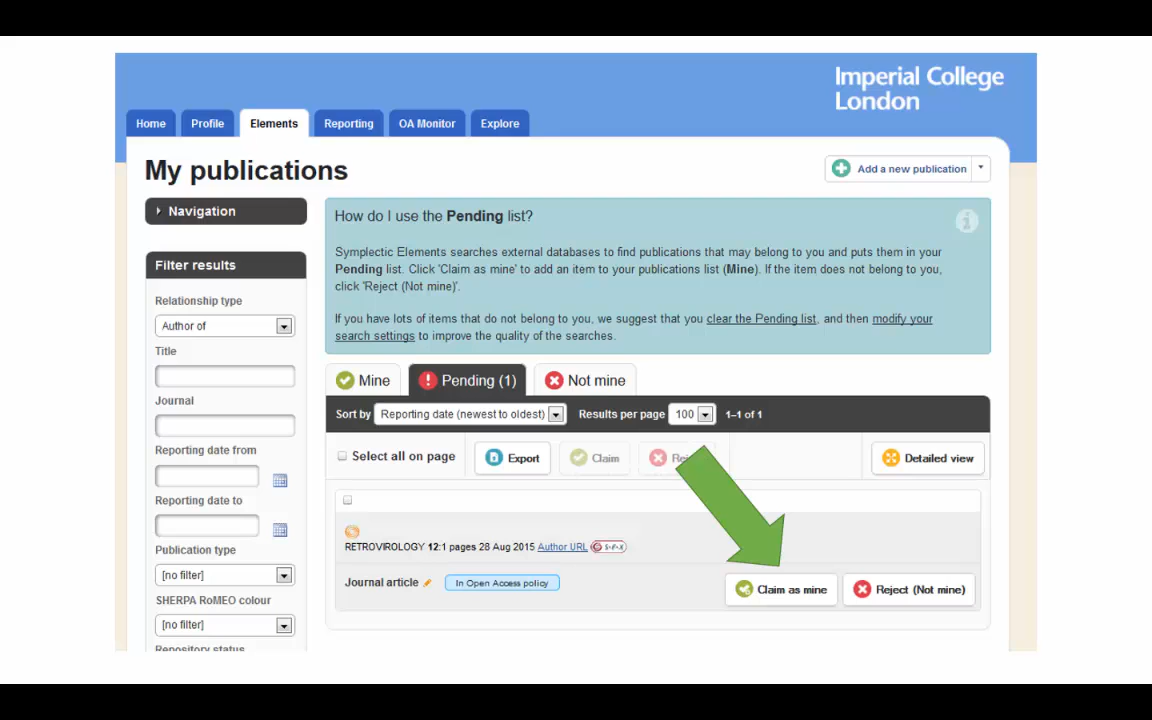 Imperial College
London
Home
Profile
Elements
Reporting
OA Monitor
Explore
My publications
Add a new publication
Navigation
Filter results
Relationship type
Author of
Title
Journal
Reporting date from
Reporting date to
Publication type
[no filter]
SHERPA RoMEO colour
[no filter]
Repository status
How do I use the Pending list?
Symplectic Elements searches external databases to find publications that may belong to you and puts them in your
Pending list. Click 'Claim as mine' to add an item to your publications list (Mine). If the item does not belong to you,
click 'Reject (Not mine)'.
If you have lots of items that do not belong to you, we suggest that you clear the Pending list, and then modify your
search settings to improve the quality of the searches.
Mine
Pending (1)
Not mine
Sort by Reporting date (newest to oldest) Results per page 100 1–1 of 1
Select all on page
Export
Claim
Detailed view
RETROVIROLOGY 12:1 pages 28 Aug 2015 Author URL S·F·X
Journal article
In Open Access policy
Claim as mine
Reject (Not mine)